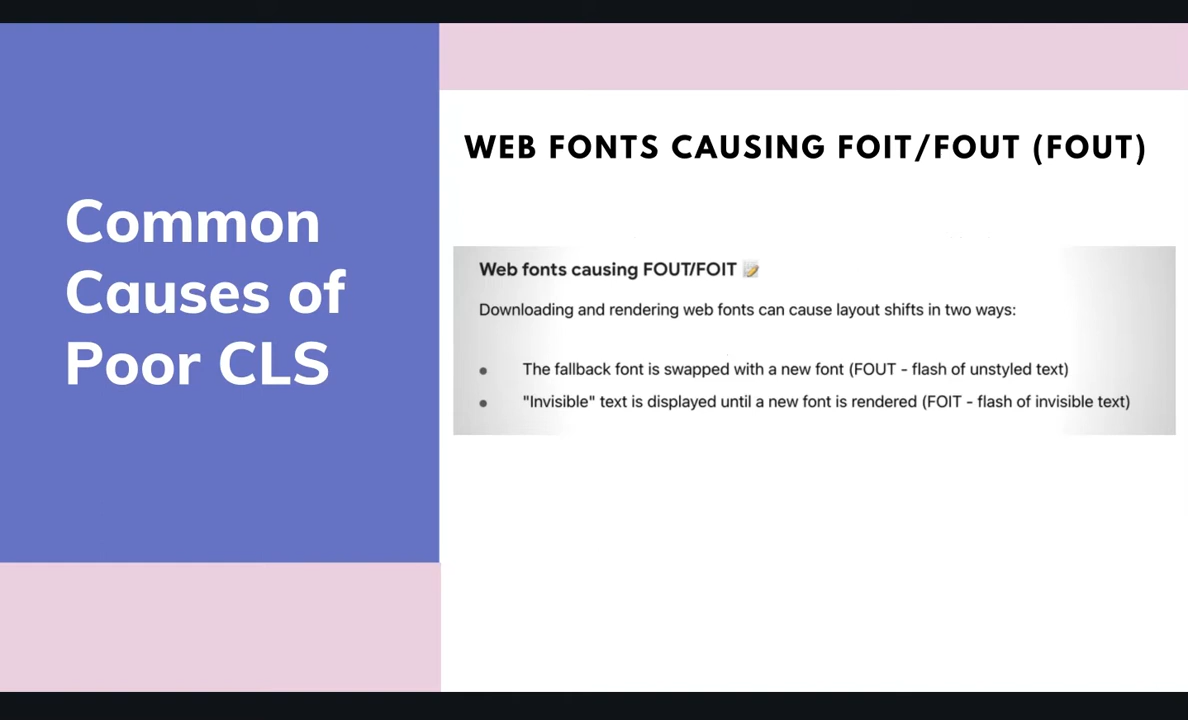 Common
Causes of
Poor CLS
WEB FONTS CAUSING FOIT/FOUT (FOUT)
Web fonts causing FOUT/FOIT 📝
Downloading and rendering web fonts can cause layout shifts in two ways:
• The fallback font is swapped with a new font (FOUT - flash of unstyled text)
• "Invisible" text is displayed until a new font is rendered (FOIT - flash of invisible text)